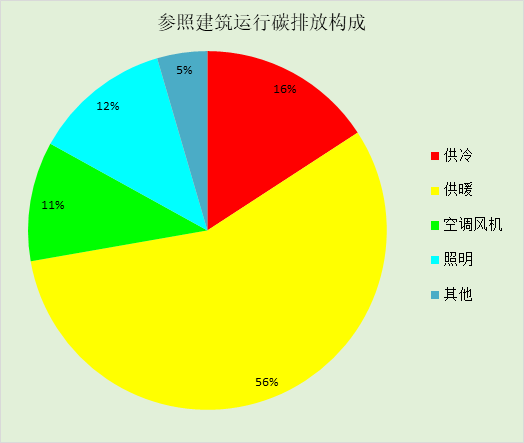 参照建筑运行碳排放构成
5%
16%
12%
11%
56%
供冷
供暖
空调风机
照明
其他